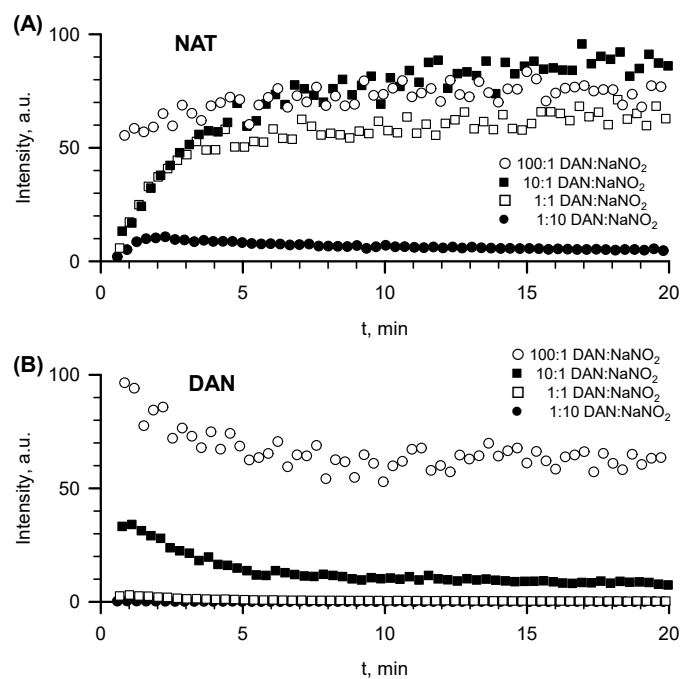 (A)
NAT
100
50
0
Intensity, a.u.
100:1 DAN:NaNO₂
10:1 DAN:NaNO₂
1:1 DAN:NaNO₂
1:10 DAN:NaNO₂
0 5 10 15 20
t, min
(B)
DAN
100
50
0
Intensity, a.u.
100:1 DAN:NaNO₂
10:1 DAN:NaNO₂
1:1 DAN:NaNO₂
1:10 DAN:NaNO₂
0 5 10 15 20
t, min